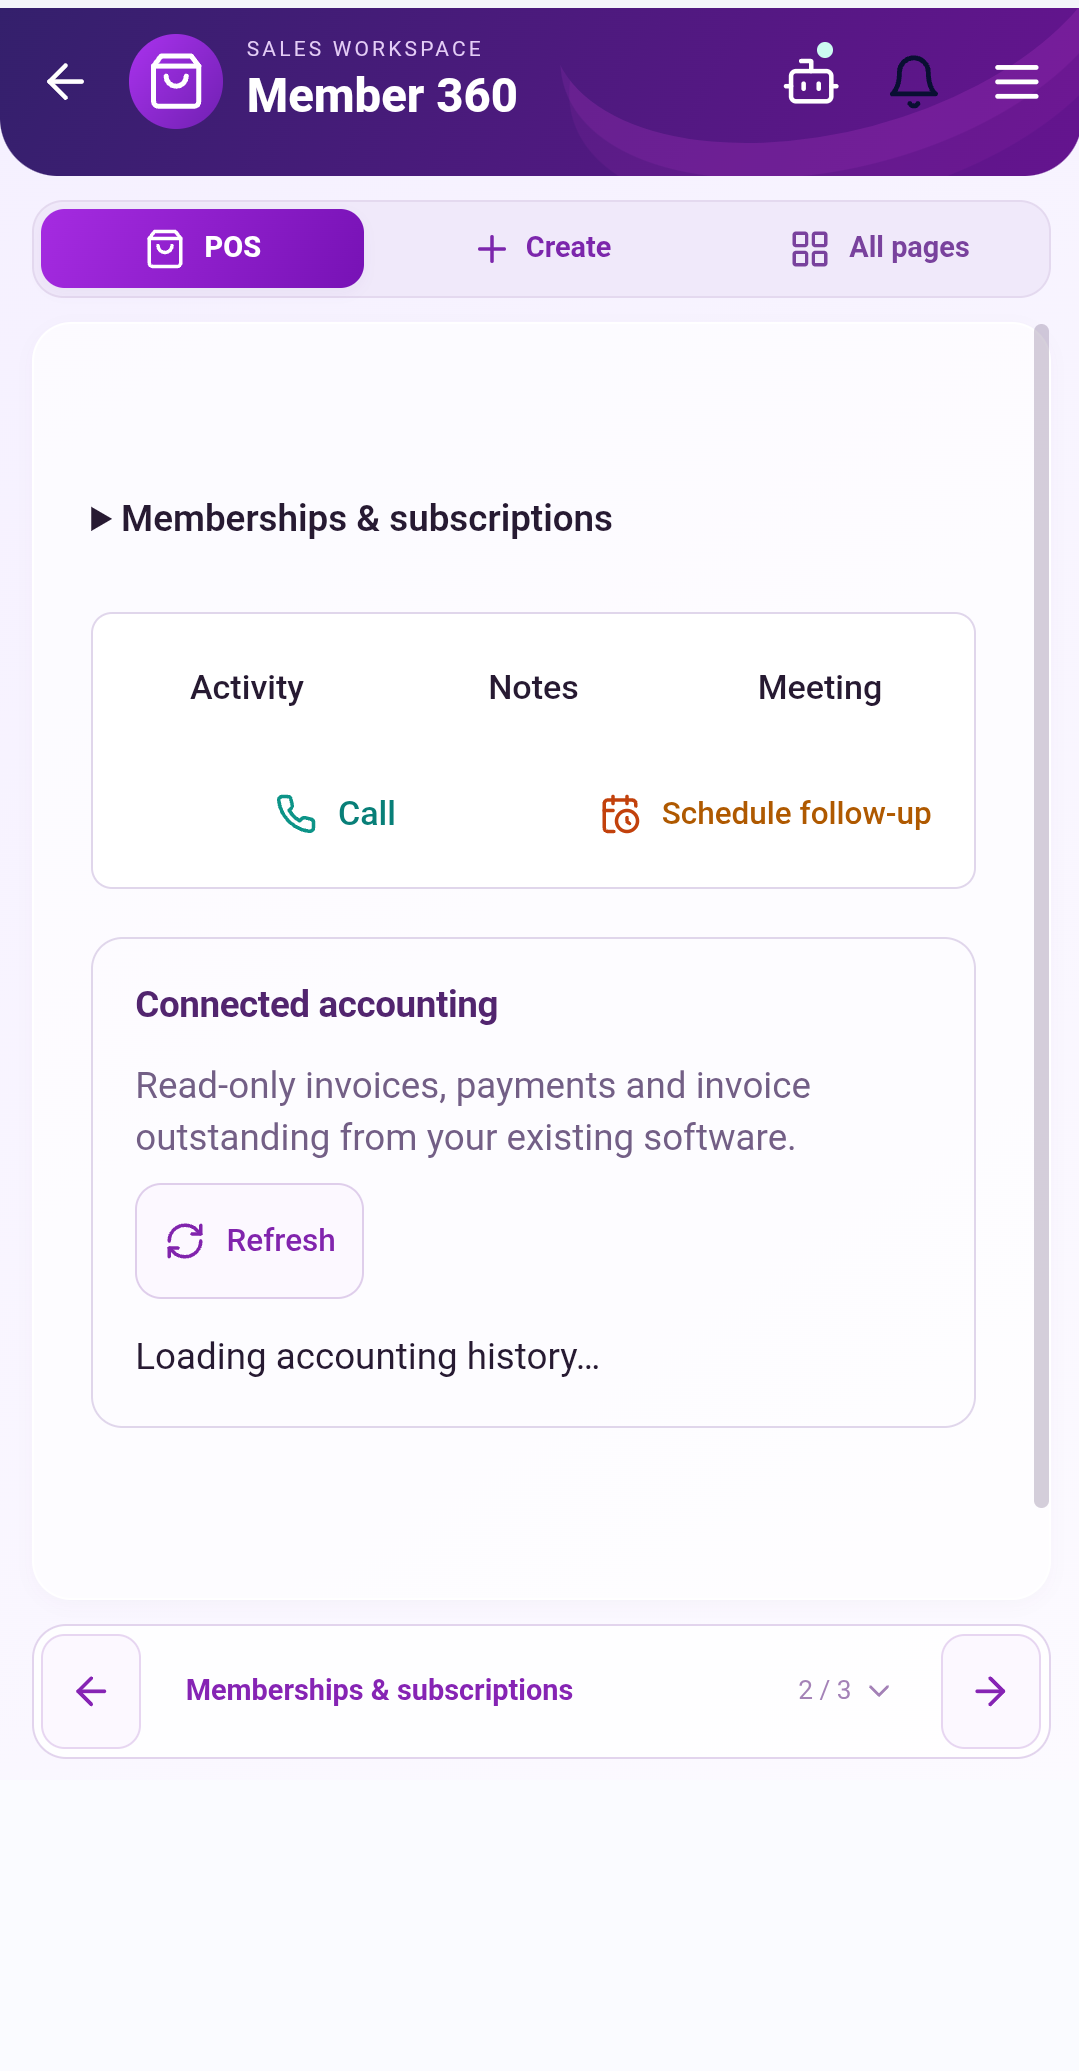 SALES WORKSPACE
Member 360
POS
Create
All pages
Memberships & subscriptions
Activity
Notes
Meeting
Call
Schedule follow-up
Connected accounting
Read-only invoices, payments and invoice
outstanding from your existing software.
Refresh
Loading accounting history...
Memberships & subscriptions
2 / 3